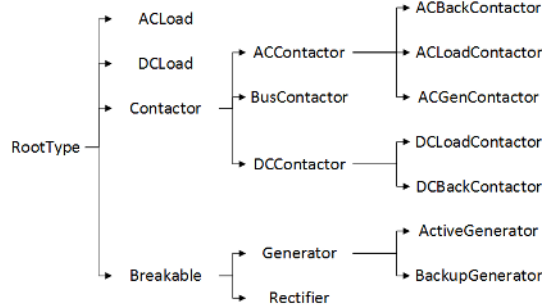 ACBackContactor
ACLoad
ACContactor
ACLoadContactor
DCLoad
Contactor
BusContactor
ACGenContactor
RootType
DCContactor
DCLoadContactor
DCBackContactor
Breakable
Generator
ActiveGenerator
BackupGenerator
Rectifier